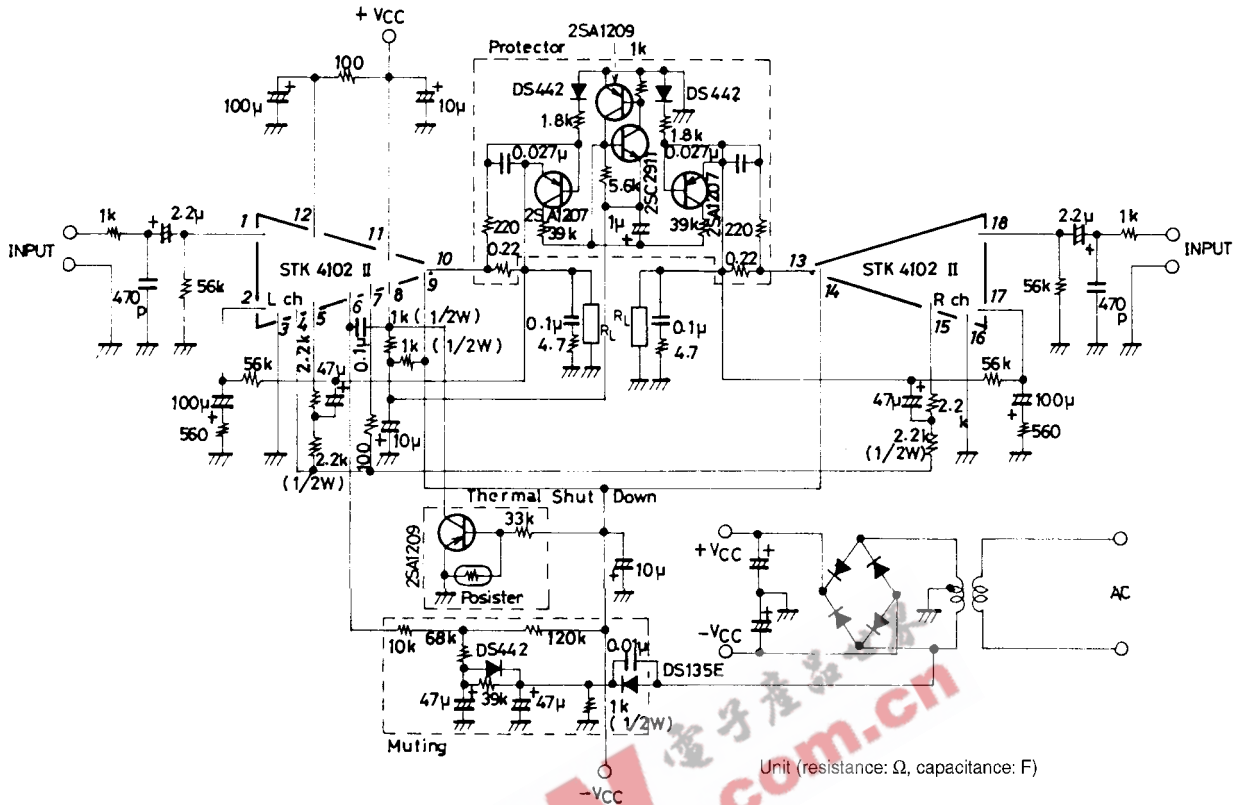 + VCC
2SA1209
Protector
1k
100
100μ
10μ
DS442
DS442
1.8k
1.8k
0.027μ
0.027μ
5.6k
2SC2911
2SA1207
2SA1207
1μ
39k
39k
220
220
0.22
0.22
INPUT
1k
2.2μ
470
p
56k
1
2
3
4
5
6
7
8
9
10
11
12
STK 4102 II
L ch
13
14
15
16
17
18
STK 4102 II
R ch
2.2μ
1k
INPUT
56k
470
p
1k (1/2W)
1k (1/2W)
0.1μ
0.1μ
4.7
RL
RL
0.1μ
4.7
56k
100μ
560
2.2k
47μ
2.2k
(1/2W)
100
10μ
56k
47μ
2.2
k
2.2k
(1/2W)
100μ
560
Thermal Shut Down
2SA1209
33k
Posister
10μ
10k
68k
120k
DS442
39k
47μ
47μ
0.01μ
DS135E
1k
(1/2W)
Muting
-VCC
+VCC
-VCC
AC
電子產品世界
.com.cn
Unit (resistance: Ω, capacitance: F)